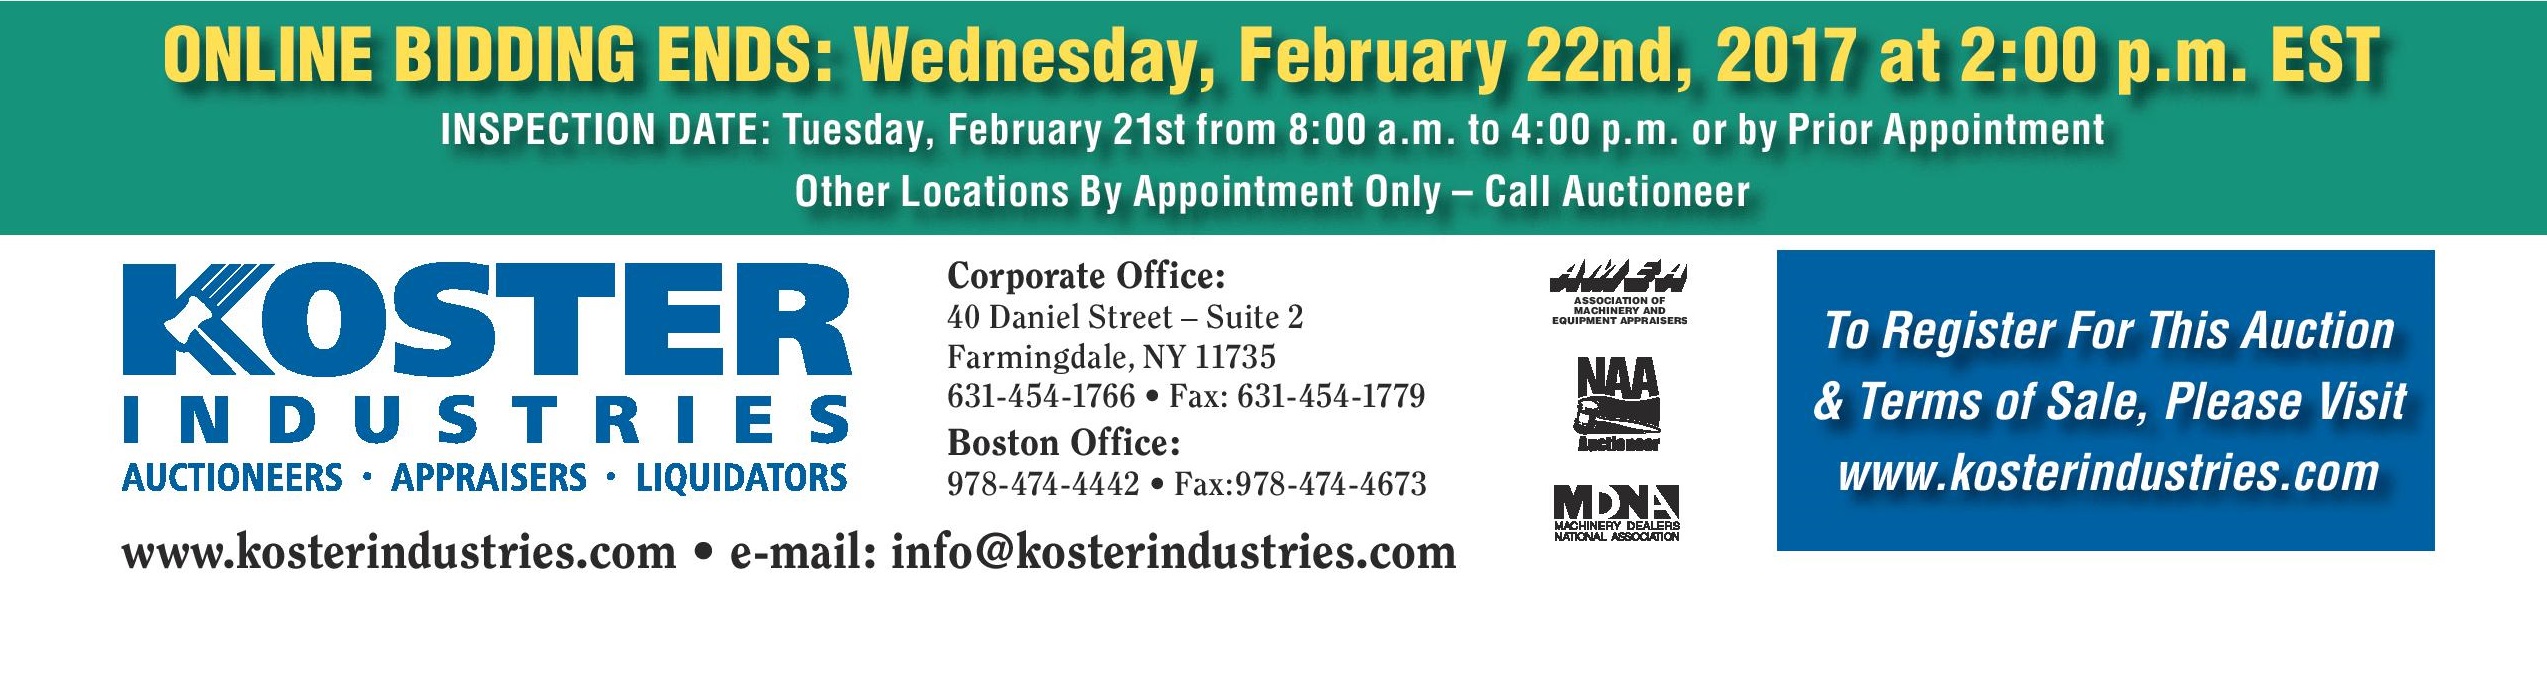 ONLINE BIDDING ENDS: Wednesday, February 22nd, 2017 at 2:00 p.m. EST
INSPECTION DATE: Tuesday, February 21st from 8:00 a.m. to 4:00 p.m. or by Prior Appointment
Other Locations By Appointment Only – Call Auctioneer
KOSTER
INDUSTRIES
AUCTIONEERS · APPRAISERS · LIQUIDATORS
www.kosterindustries.com • e-mail: info@kosterindustries.com
Corporate Office:
40 Daniel Street – Suite 2
Farmingdale, NY 11735
631-454-1766 • Fax: 631-454-1779
Boston Office:
978-474-4442 • Fax:978-474-4673
AMEA
ASSOCIATION OF
MACHINERY AND
EQUIPMENT APPRAISERS
NAA
Auctioneer
MDNA
MACHINERY DEALERS
NATIONAL ASSOCIATION
To Register For This Auction
& Terms of Sale, Please Visit
www.kosterindustries.com